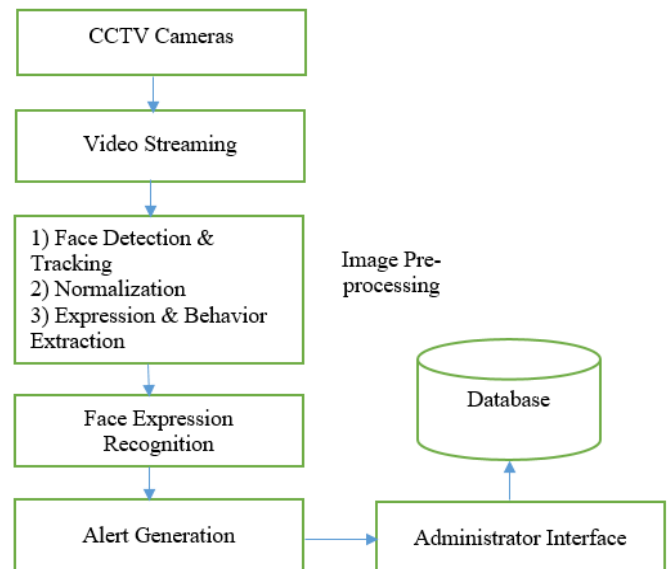 CCTV Cameras
Video Streaming
1) Face Detection &
Tracking
2) Normalization
3) Expression & Behavior
Extraction
Image Pre-
processing
Face Expression
Recognition
Database
Alert Generation
Administrator Interface